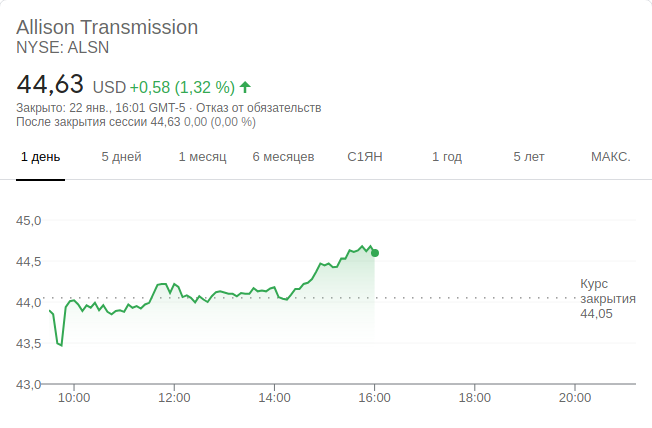 Allison Transmission
NYSE: ALSN
44,63 USD +0,58 (1,32 %)
Закрыто: 22 янв., 16:01 GMT-5 · Отказ от обязательств
После закрытия сессии 44,63 0,00 (0,00 %)
1 день 5 дней 1 месяц 6 месяцев С1ЯН 1 год 5 лет МАКС.
45,0
44,5
44,0
43,5
43,0
Курс
закрытия
44,05
10:00 12:00 14:00 16:00 18:00 20:00